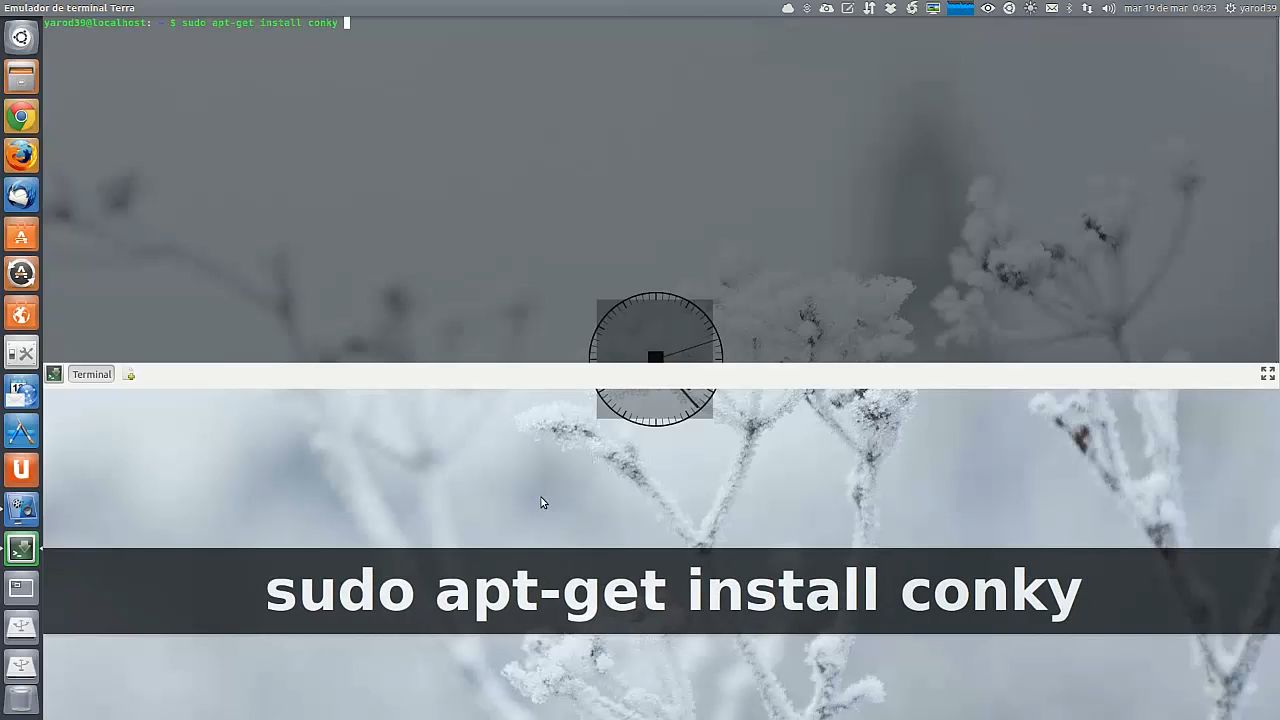 Emulador de terminal Terra
mar 19 de mar 04:23 yarod39
yarod39@localhost: ~ $ sudo apt-get install conky
Terminal
sudo apt-get install conky